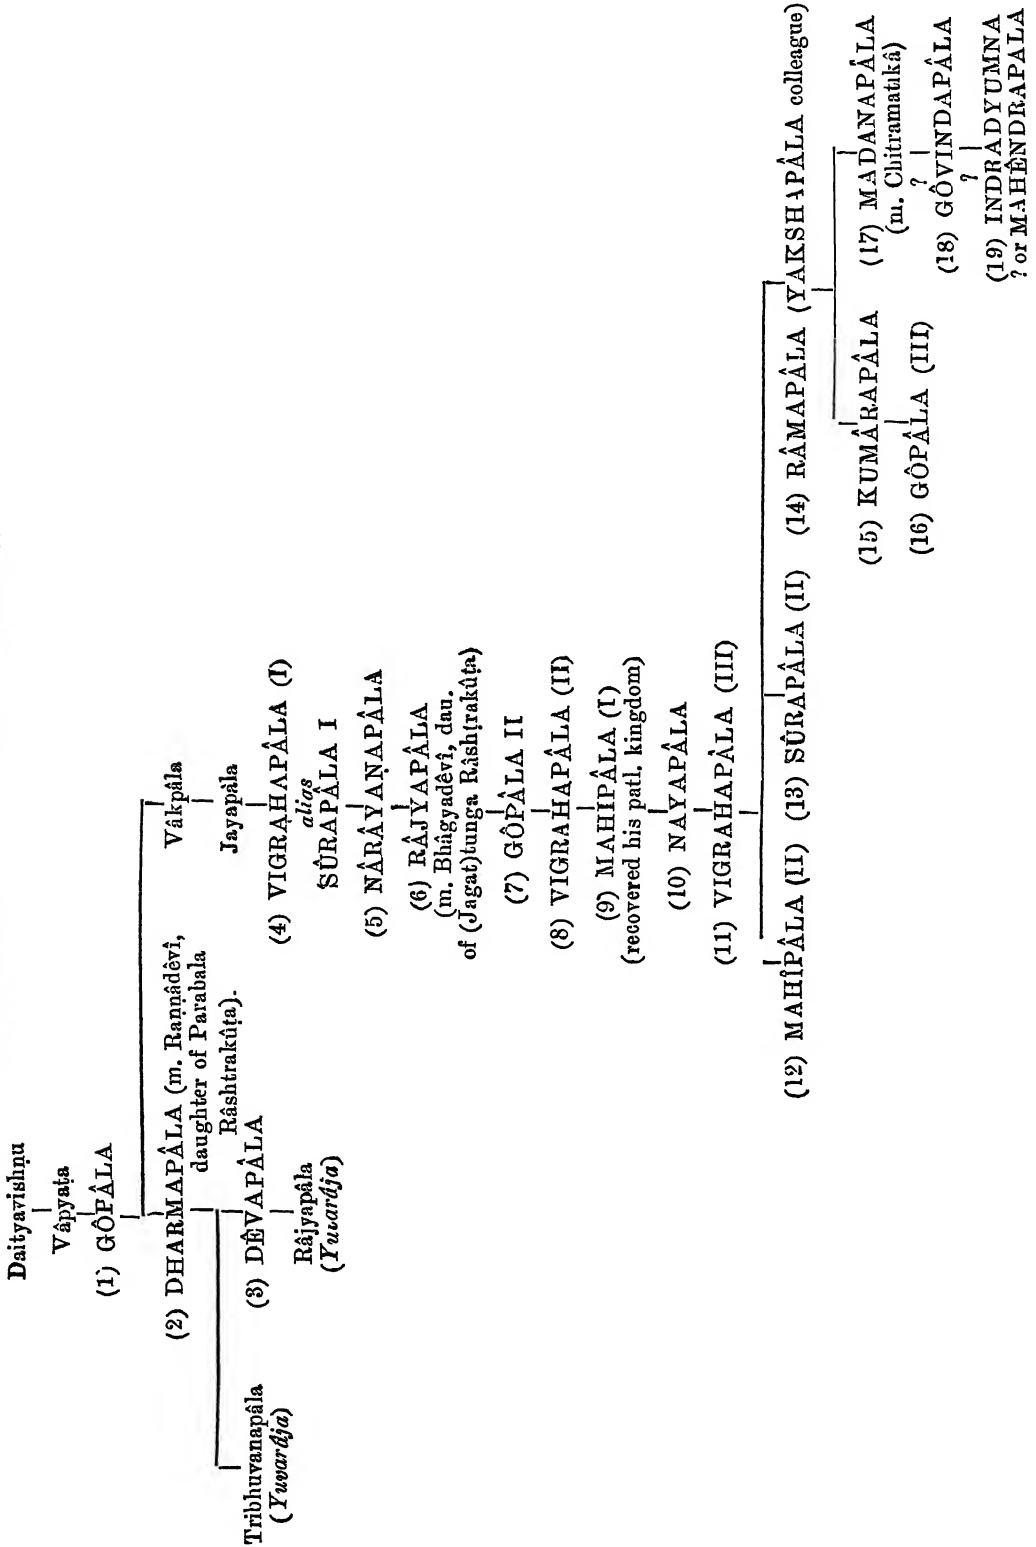 Daityavishṇu
Vâpyaṭa
(1) GÔPÂLA
(2) DHARMAPÂLA (m. Raṇṇâdêvî,
daughter of Parabala
Râshtrakûṭa).
Vâkpâla
Tribhuvanapâla
(Yuvarâja)
(3) DÊVAPÂLA
Râjyapâla
(Yuvarâja)
Jayapâla
(4) VIGRAHAPÂLA (I)
alias
SÛRAPÂLA I
(5) NÂRÂYAṆAPÂLA
(6) RÂJYAPÂLA
(m. Bhâgyadêvî, dau.
of (Jagat)tunga Râshṭrakûṭa)
(7) GÔPÂLA II
(8) VIGRAHAPÂLA (II)
(9) MAHÎPÂLA (I)
(recovered his patl. kingdom)
(10) NAYAPÂLA
(11) VIGRAHAPÂLA (III)
(12) MAHÎPÂLA (II) (13) SÛRAPÂLA (II) (14) RÂMAPÂLA (YAKSHAPÂLA colleague)
(15) KUMÂRAPÂLA
(16) GÔPÂLA (III)
(17) MADANAPÂLA
(m. Chitramatikâ)
?
(18) GÔVINDAPÂLA
?
(19) INDRADYUMNA
? or MAHÊNDRAPALA